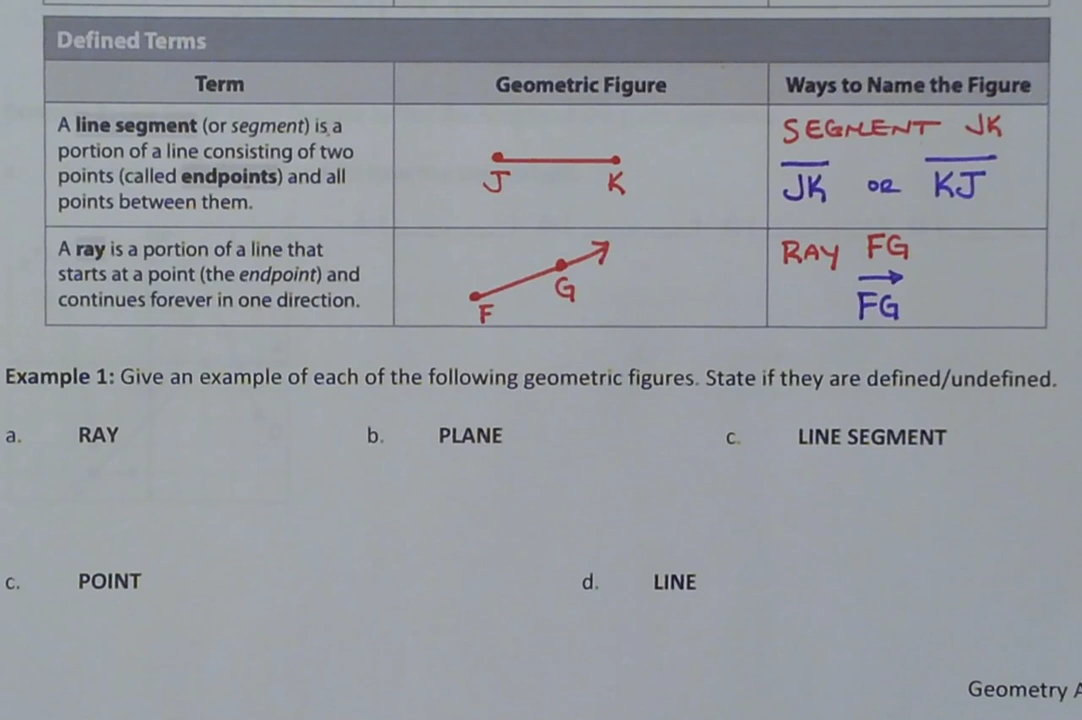 Defined Terms
Term
Geometric Figure
Ways to Name the Figure
A line segment (or segment) is a
portion of a line consisting of two
points (called endpoints) and all
points between them.
J K
SEGMENT JK
JK OR KJ
A ray is a portion of a line that
starts at a point (the endpoint) and
continues forever in one direction.
G
F
RAY FG
FG
Example 1: Give an example of each of the following geometric figures. State if they are defined/undefined.
a. RAY b. PLANE c. LINE SEGMENT
c. POINT d. LINE
Geometry A